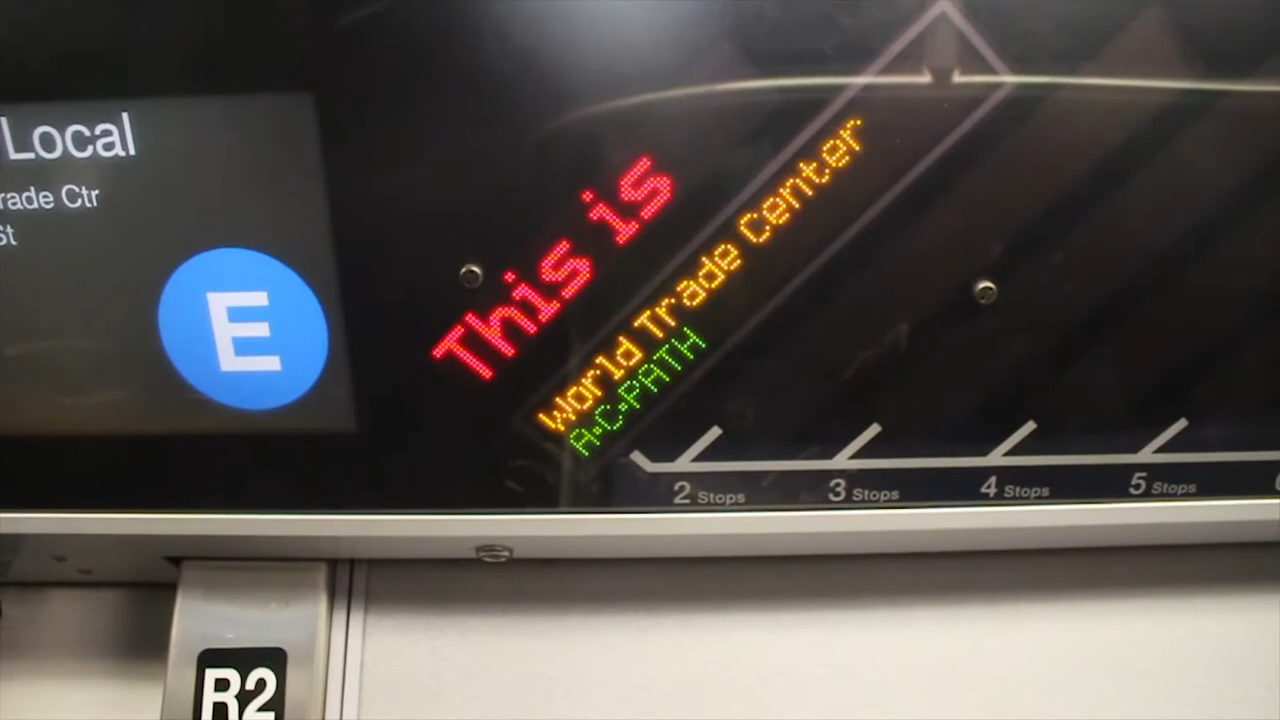 Local
rade Ctr
St
E
This is
World Trade Center
A•C•PATH
2 Stops
3 Stops
4 Stops
5 Stops
R2